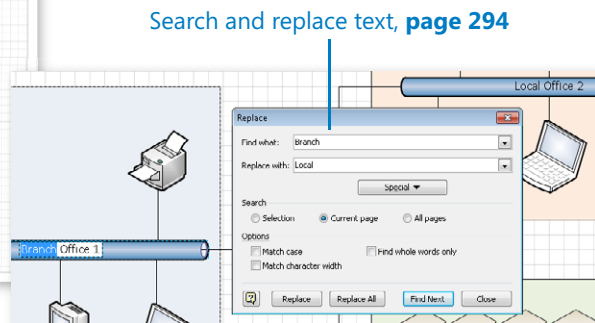 Search and replace text, page 294
Local Office 2
Replace
Find what: Branch
Replace with: Local
Special
Search
Selection Current page All pages
Options
Match case Find whole words only
Match character width
Branch Office 1
Replace Replace All Find Next Close